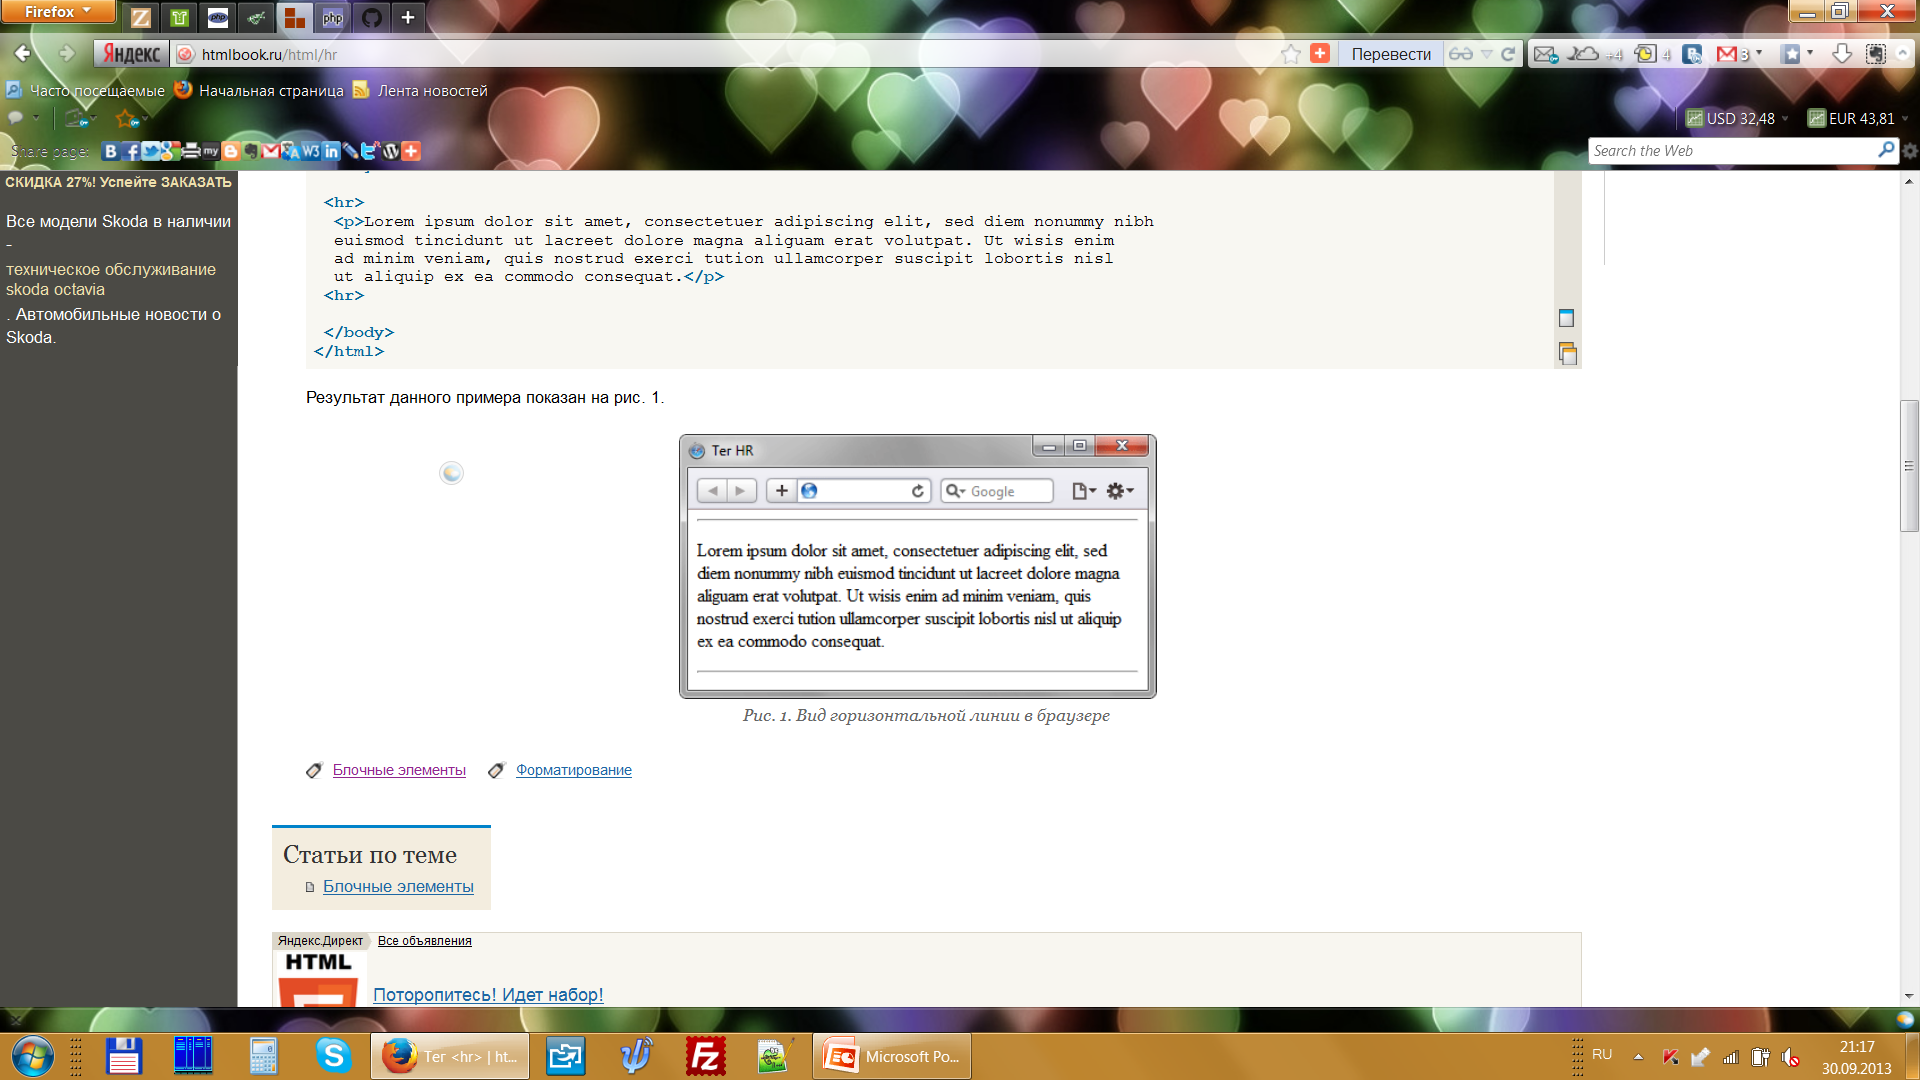 Firefox
Яндекс
htmlbook.ru/html/hr
Перевести
+4
4
3
Часто посещаемые
Начальная страница
Лента новостей
USD 32,48
EUR 43,81
Share page:
Search the Web
СКИДКА 27%! Успейте ЗАКАЗАТЬ
Все модели Skoda в наличии
-
техническое обслуживание
skoda octavia
. Автомобильные новости о
Skoda.
<hr>
<p>Lorem ipsum dolor sit amet, consectetuer adipiscing elit, sed diem nonummy nibh
euismod tincidunt ut lacreet dolore magna aliguam erat volutpat. Ut wisis enim
ad minim veniam, quis nostrud exerci tution ullamcorper suscipit lobortis nisl
ut aliquip ex ea commodo consequat.</p>
<hr>
</body>
</html>
Результат данного примера показан на рис. 1.
Тег HR
Google
Lorem ipsum dolor sit amet, consectetuer adipiscing elit, sed
diem nonummy nibh euismod tincidunt ut lacreet dolore magna
aliguam erat volutpat. Ut wisis enim ad minim veniam, quis
nostrud exerci tution ullamcorper suscipit lobortis nisl ut aliquip
ex ea commodo consequat.
Рис. 1. Вид горизонтальной линии в браузере
Блочные элементы
Форматирование
Статьи по теме
Блочные элементы
Яндекс.Директ
Все объявления
HTML
Поторопитесь! Идет набор!
Тег <hr> | ht...
Microsoft Po...
RU
21:17
30.09.2013